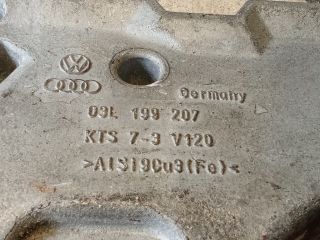 Germany
03L 199 207
KTS 7-3 V120
>AlSi9Cu3(Fe)<